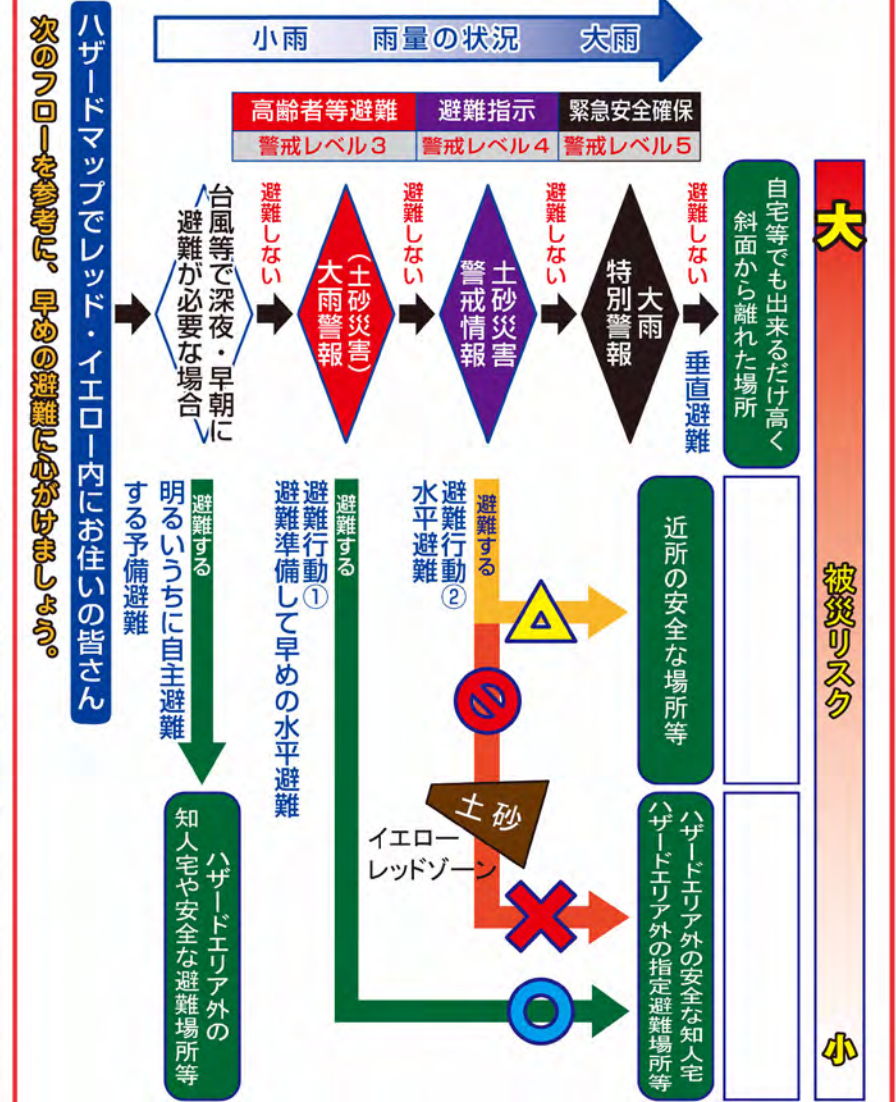 小雨 雨量の状況 大雨
高齢者等避難 避難指示 緊急安全確保
警戒レベル3 警戒レベル4 警戒レベル5
ハザードマップでレッド・イエロー内にお住いの皆さん
次のフローを参考に、早めの避難に心がけましょう。
台風等で深夜・早朝に
避難が必要な場合
避難しない
(土砂災害)
大雨警報
避難しない
土砂災害
警戒情報
避難しない
大雨
特別警報
避難しない
垂直避難
自宅等でも出来るだけ高く
斜面から離れた場所
避難する
明るいうちに自主避難
する予備避難
ハザードエリア外の
知人宅や安全な避難場所等
避難する
避難行動①
避難準備して早めの水平避難
避難する
避難行動②
水平避難
土砂
イエロー
レッドゾーン
近所の安全な場所等
ハザードエリア外の安全な知人宅
ハザードエリア外の指定避難場所等
大
被災リスク
小